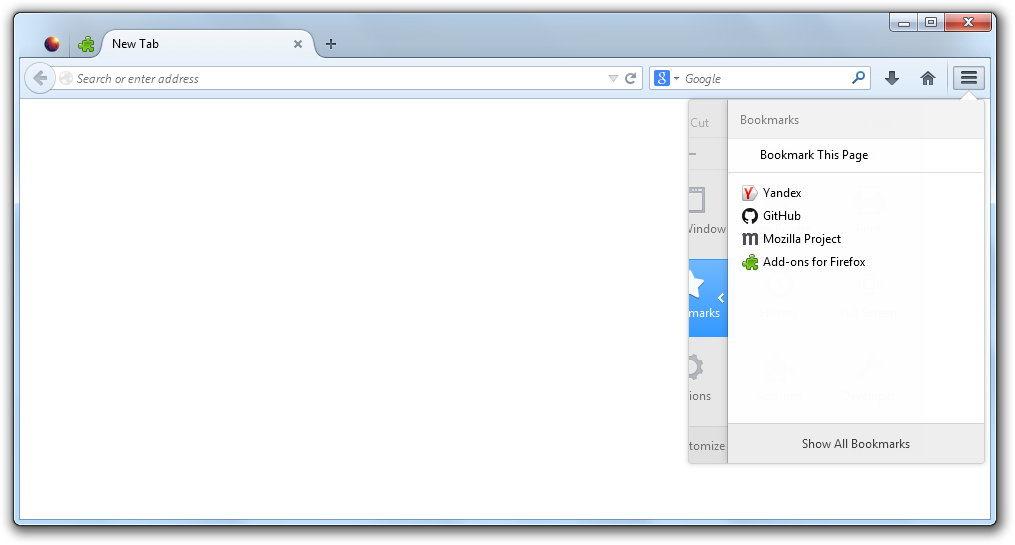 New Tab
Search or enter address
8 Google
Cut
Window
marks
ions
tomize
Bookmarks
Bookmark This Page
Yandex
GitHub
Mozilla Project
Add-ons for Firefox
Show All Bookmarks